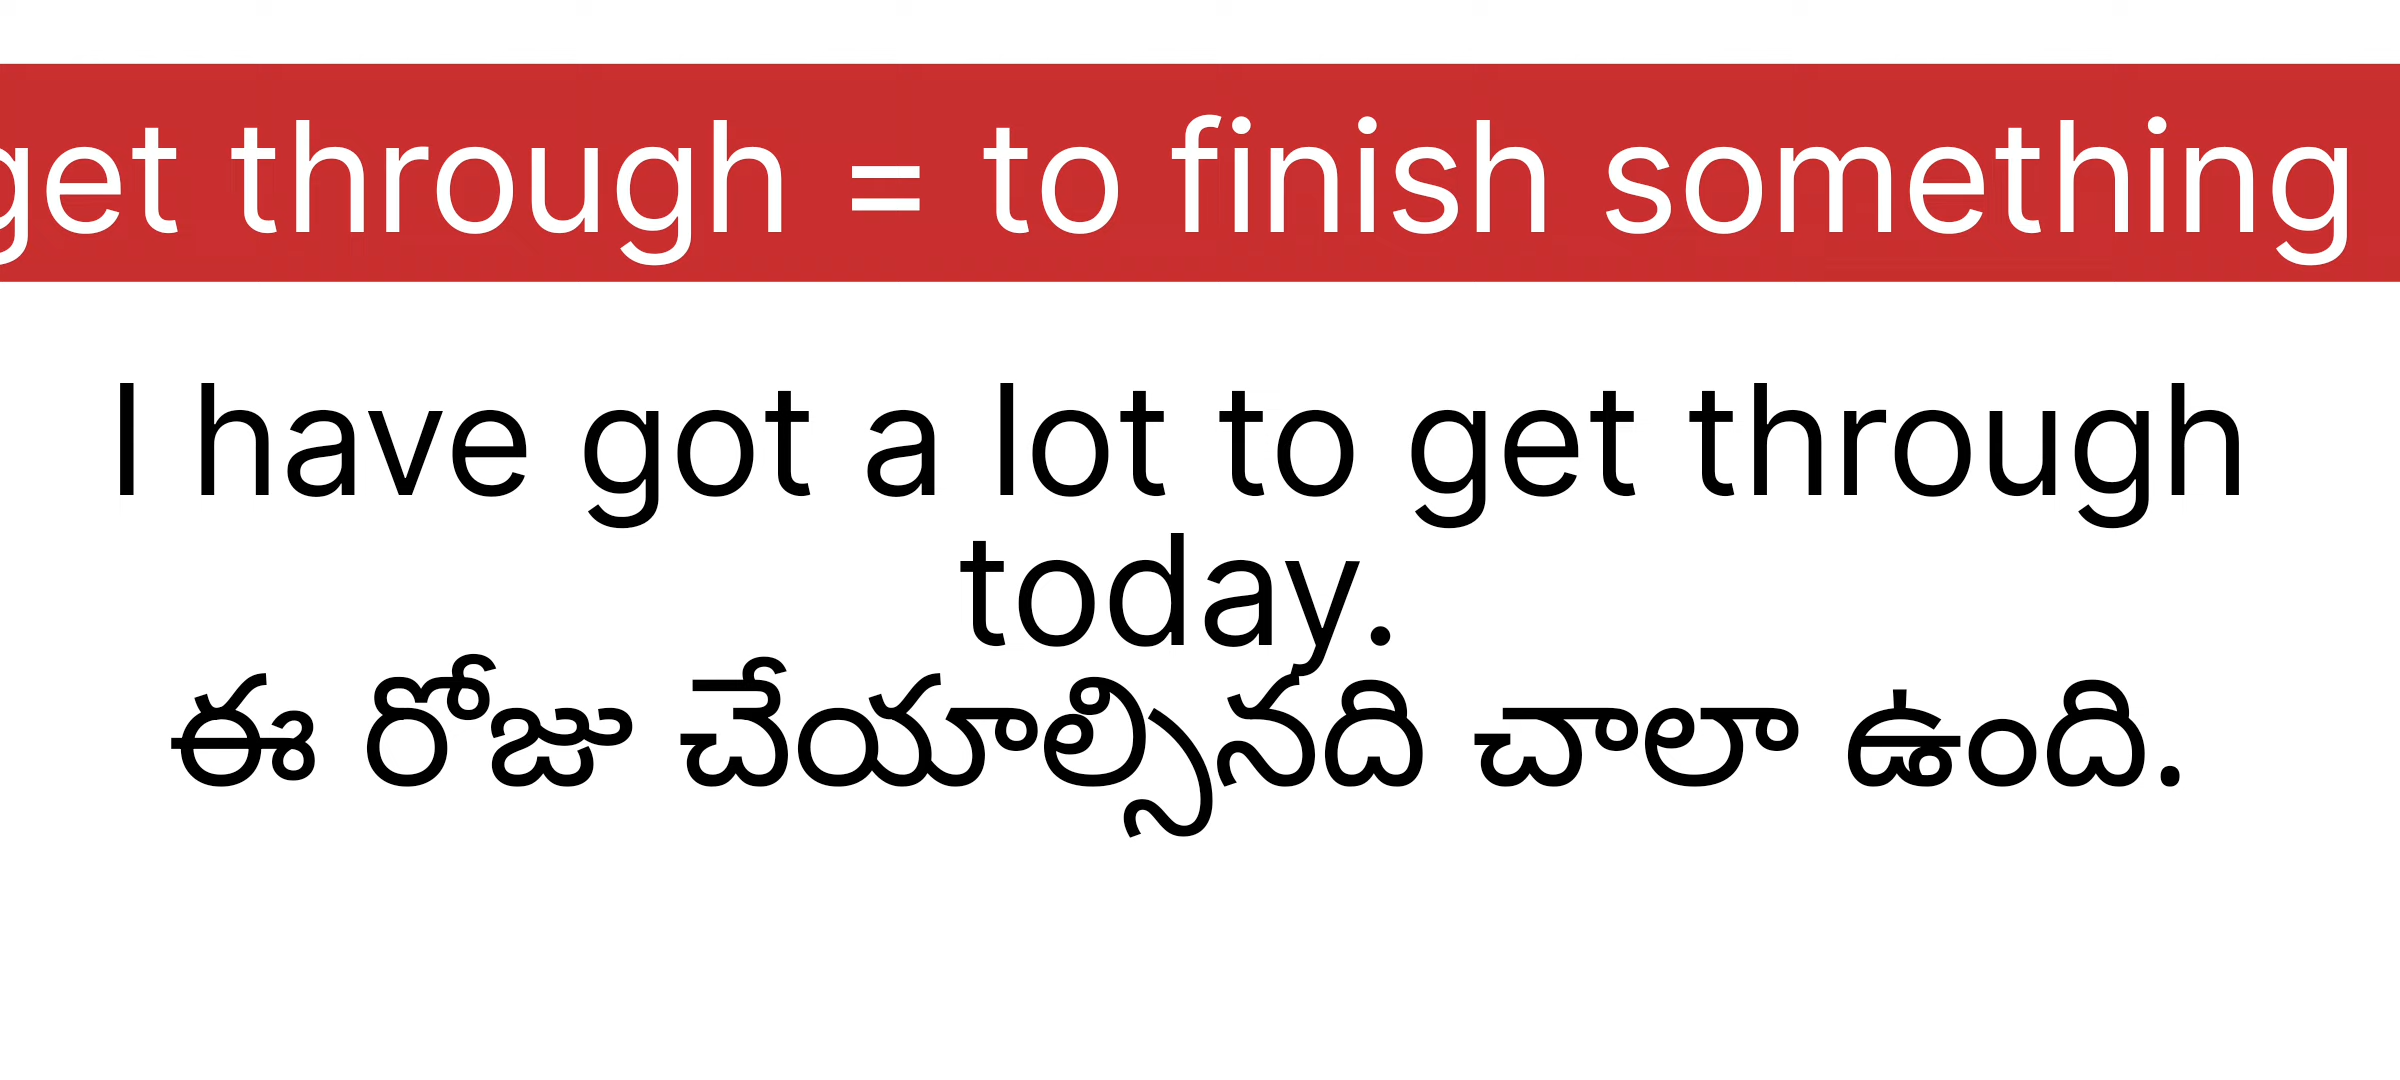 get through = to finish something
I have got a lot to get through
today.
ఈ రోజు చేయాల్సినది చాలా ఉంది.